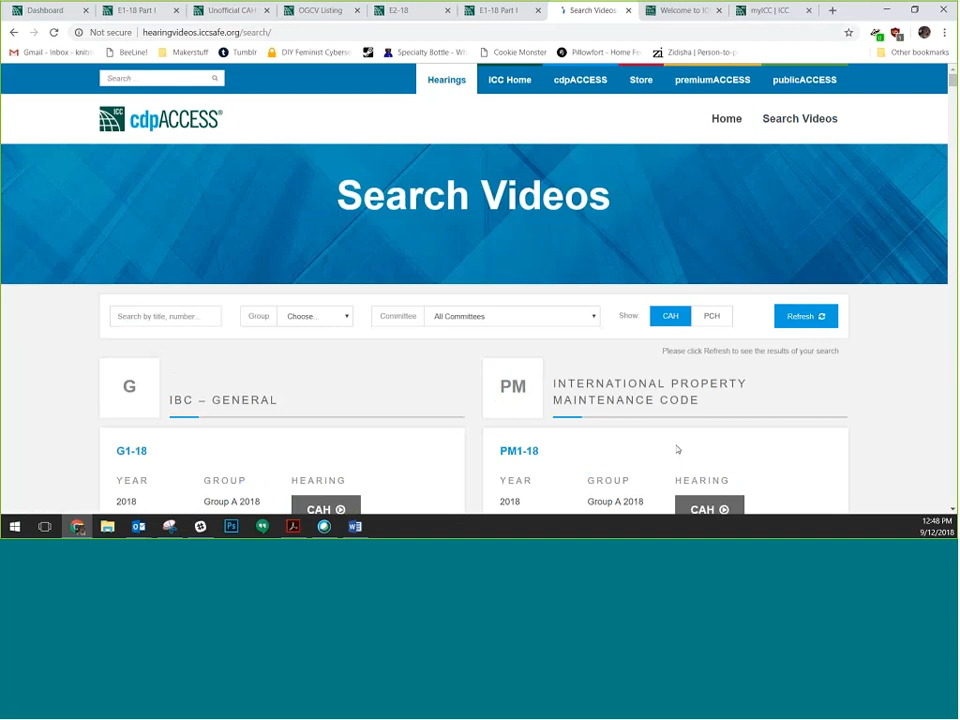 Dashboard
E1-18 Part I
Unofficial CAH
OGCV Listing
E2-18
E1-18 Part I
Search Videos
Welcome to IC
myICC | ICC
Not secure | hearingvideos.iccsafe.org/search/
Gmail - Inbox - knitt
BeeLine!
Makerstuff
Tumblr
DIY Feminist Cyberse
Specialty Bottle - Wh
Cookie Monster
Pillowfort - Home Fe
Zidisha | Person-to-p
Other bookmarks
Search ...
Hearings
ICC Home
cdpACCESS
Store
premiumACCESS
publicACCESS
ICC cdpACCESS®
Home
Search Videos
Search Videos
Search by title, number...
Group
Choose...
Committee
All Committees
Show:
CAH
PCH
Refresh
Please click Refresh to see the results of your search
G
IBC – GENERAL
PM
INTERNATIONAL PROPERTY
MAINTENANCE CODE
G1-18
YEAR GROUP HEARING
2018 Group A 2018
CAH
PM1-18
YEAR GROUP HEARING
2018 Group A 2018
CAH
12:48 PM
9/12/2018